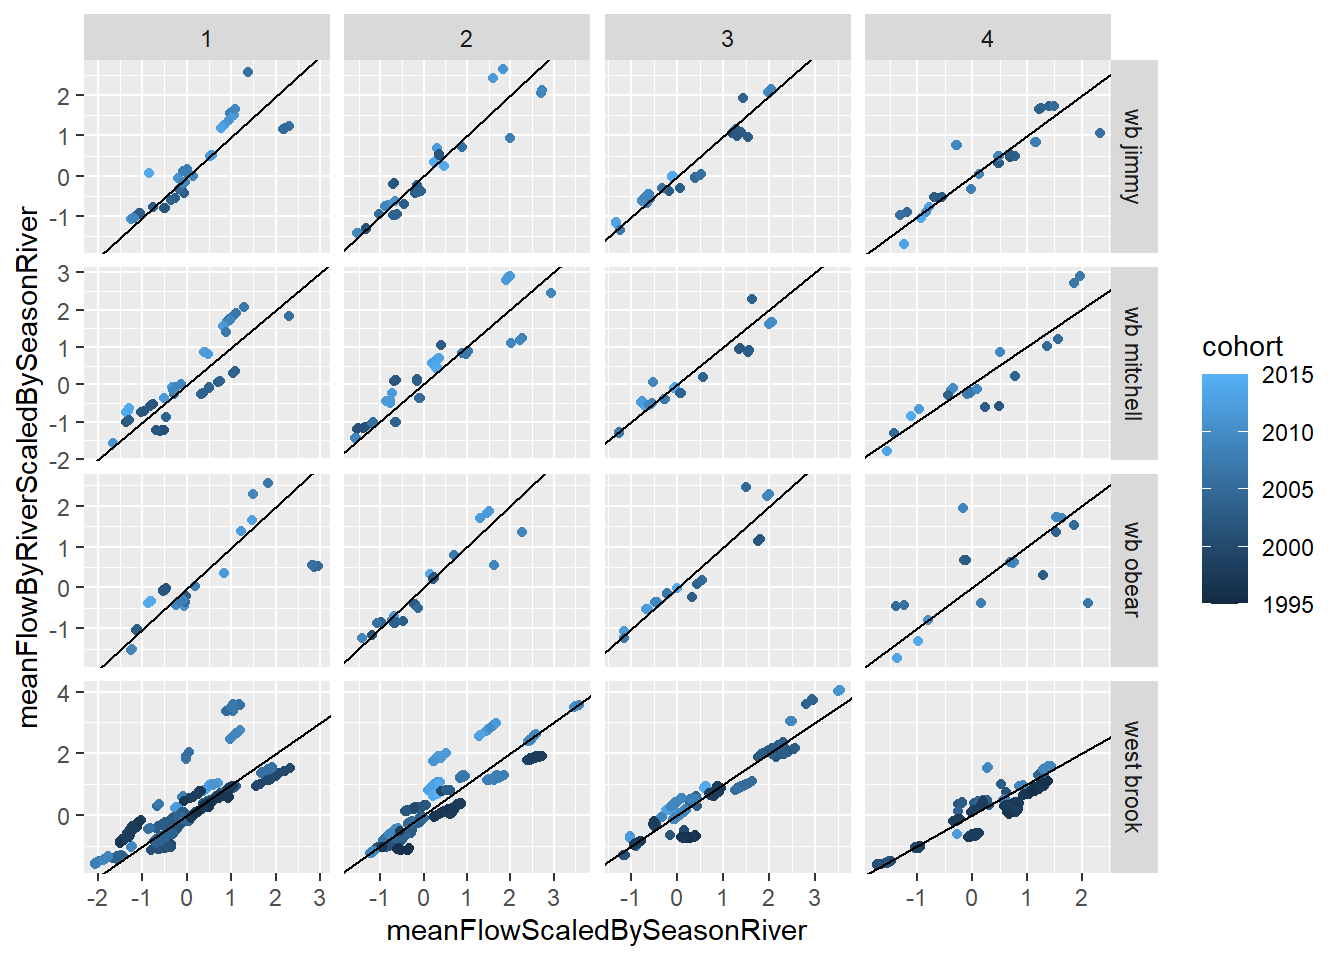 1 2 3 4
2
1
0
-1
wb jimmy
3
2
1
0
-1
-2
wb mitchell
2
1
0
-1
wb obear
4
2
0
west brook
-2 -1 0 1 2 3 -1 0 1 2 3 -1 0 1 2 3 -1 0 1 2
meanFlowScaledBySeasonRiver
meanFlowByRiverScaledBySeasonRiver
cohort
2015
2010
2005
2000
1995